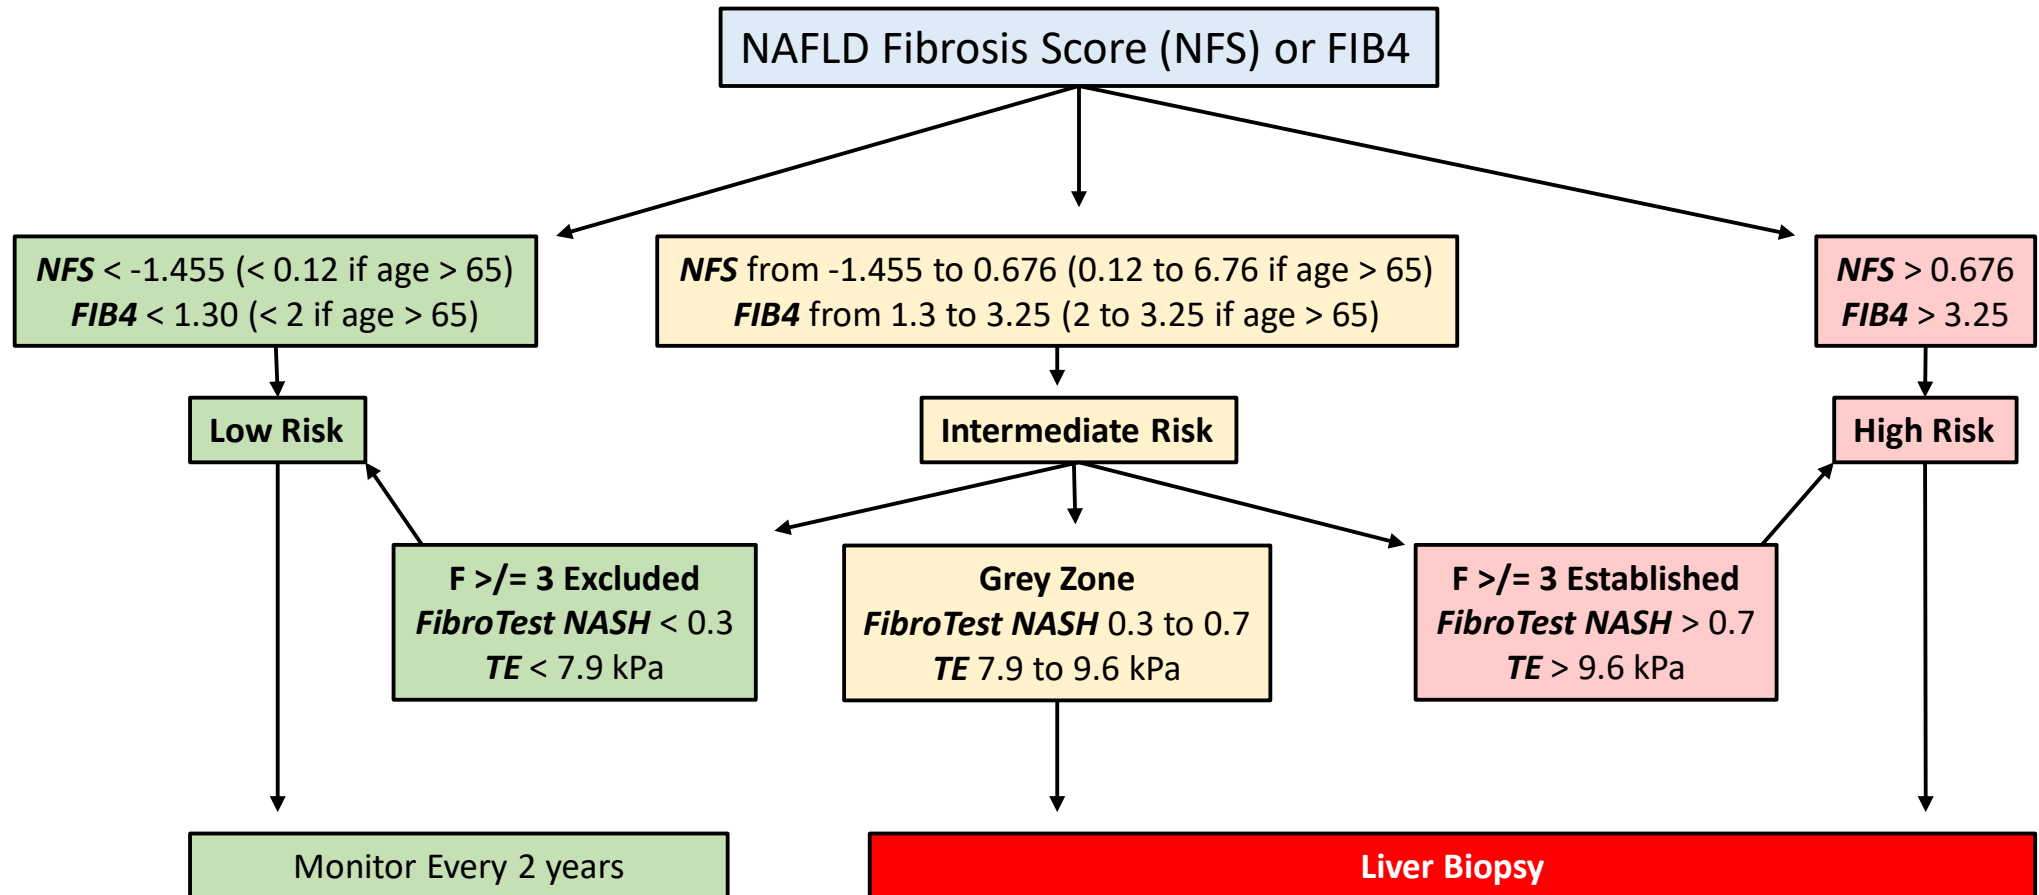 NAFLD Fibrosis Score (NFS) or FIB4
NFS < -1.455 (< 0.12 if age > 65)
FIB4 < 1.30 (< 2 if age > 65)
NFS from -1.455 to 0.676 (0.12 to 6.76 if age > 65)
FIB4 from 1.3 to 3.25 (2 to 3.25 if age > 65)
NFS > 0.676
FIB4 > 3.25
Low Risk
Intermediate Risk
High Risk
F >/= 3 Excluded
FibroTest NASH < 0.3
TE < 7.9 kPa
Grey Zone
FibroTest NASH 0.3 to 0.7
TE 7.9 to 9.6 kPa
F >/= 3 Established
FibroTest NASH > 0.7
TE > 9.6 kPa
Monitor Every 2 years
Liver Biopsy